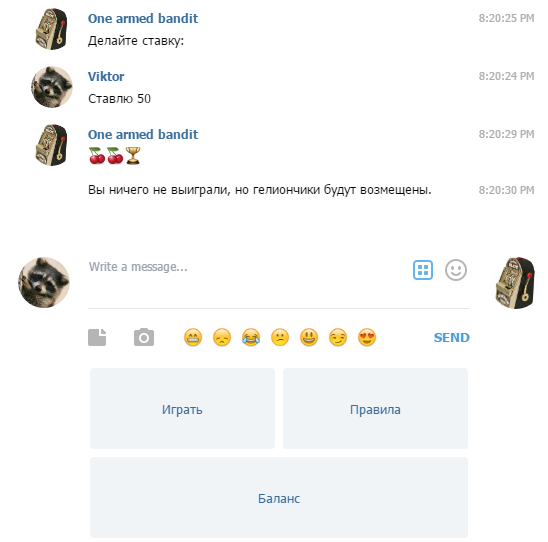 One armed bandit 8:20:25 PM
Делайте ставку:
Viktor 8:20:24 PM
Ставлю 50
One armed bandit 8:20:29 PM
🍒🍒🏆
Вы ничего не выиграли, но гелиончики будут возмещены. 8:20:30 PM
Write a message...
SEND
Играть Правила
Баланс